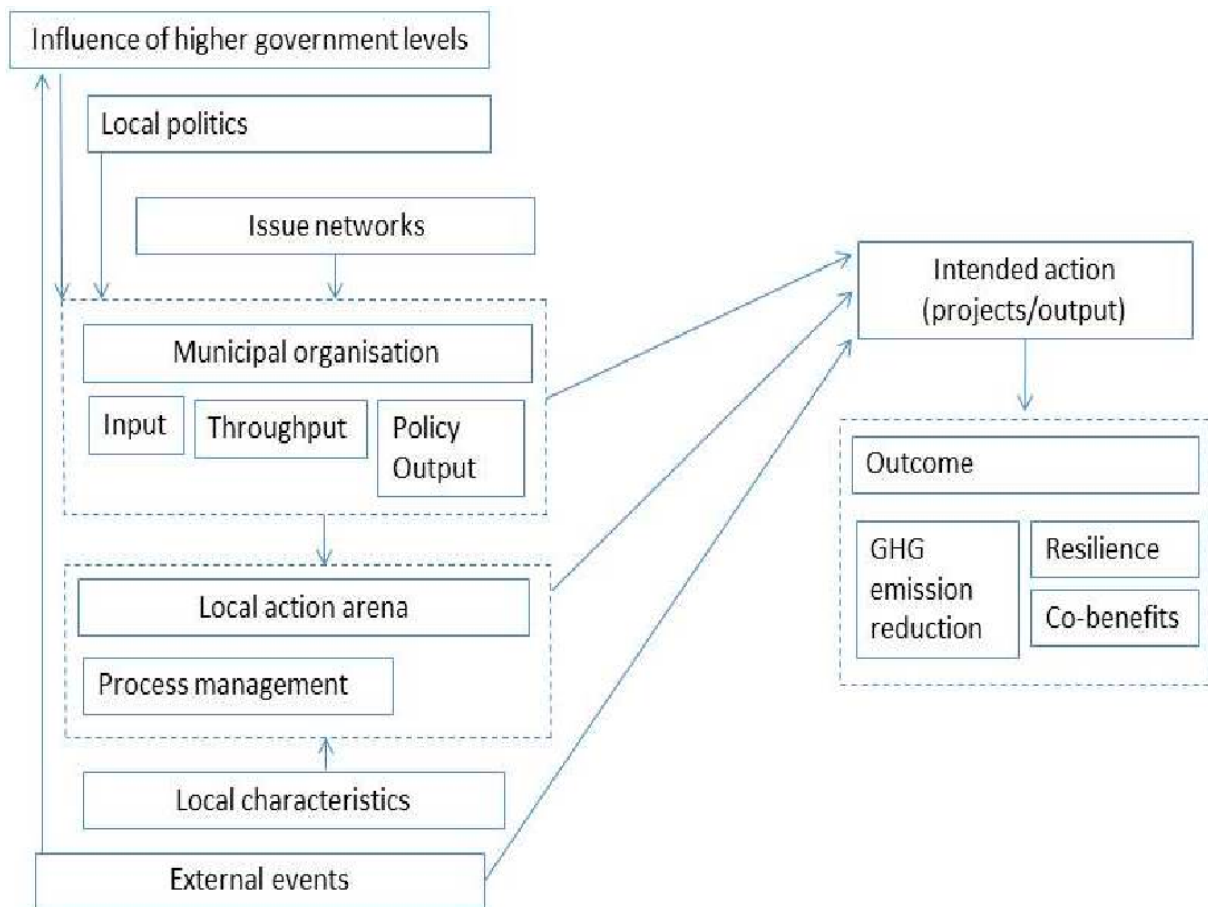 Influence of higher government levels
Local politics
Issue networks
Municipal organisation
Input
Throughput
Policy
Output
Local action arena
Process management
Local characteristics
External events
Intended action
(projects/output)
Outcome
GHG
emission
reduction
Resilience
Co-benefits